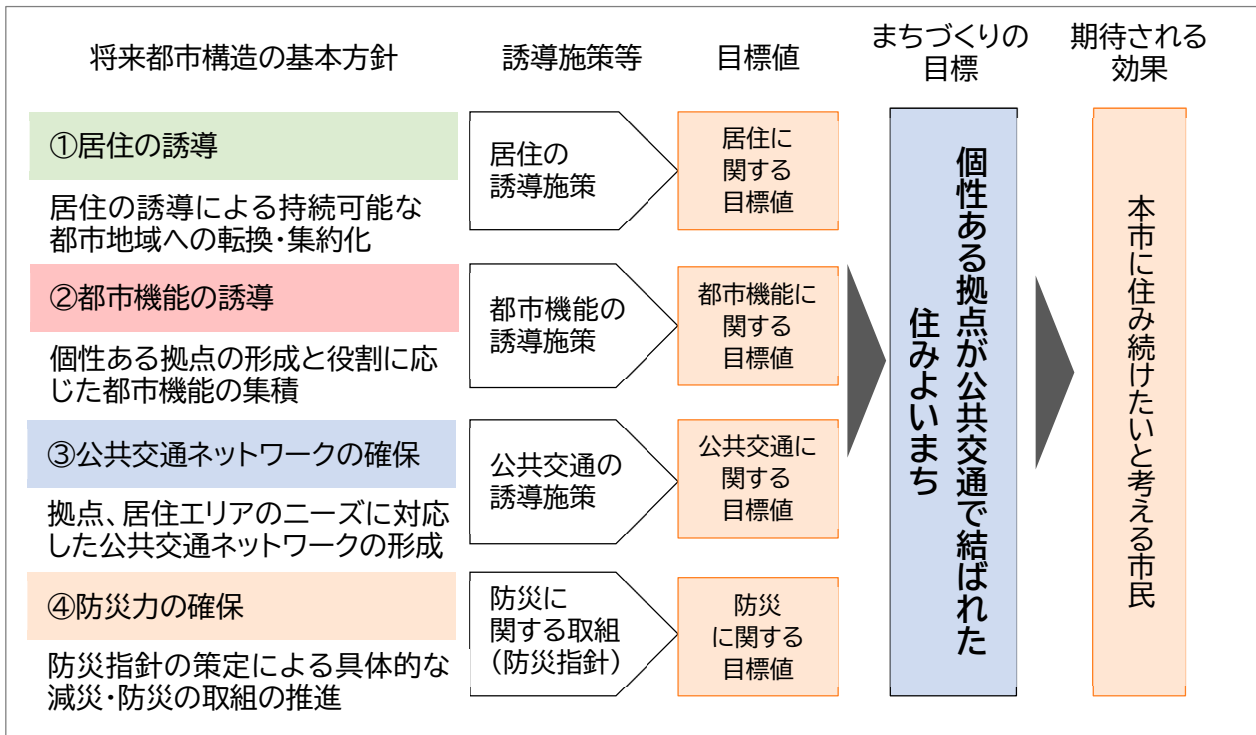 将来都市構造の基本方針
誘導施策等
目標値
まちづくりの
目標
期待される
効果
①居住の誘導
居住の誘導による持続可能な
都市地域への転換・集約化
居住の
誘導施策
居住に
関する
目標値
②都市機能の誘導
個性ある拠点の形成と役割に応
じた都市機能の集積
都市機能の
誘導施策
都市機能に
関する
目標値
③公共交通ネットワークの確保
拠点、居住エリアのニーズに対応
した公共交通ネットワークの形成
公共交通の
誘導施策
公共交通に
関する
目標値
④防災力の確保
防災指針の策定による具体的な
減災・防災の取組の推進
防災に
関する取組
（防災指針）
防災
に関する
目標値
個性ある拠点が公共交通で結ばれた
住みよいまち
本市に住み続けたいと考える市民